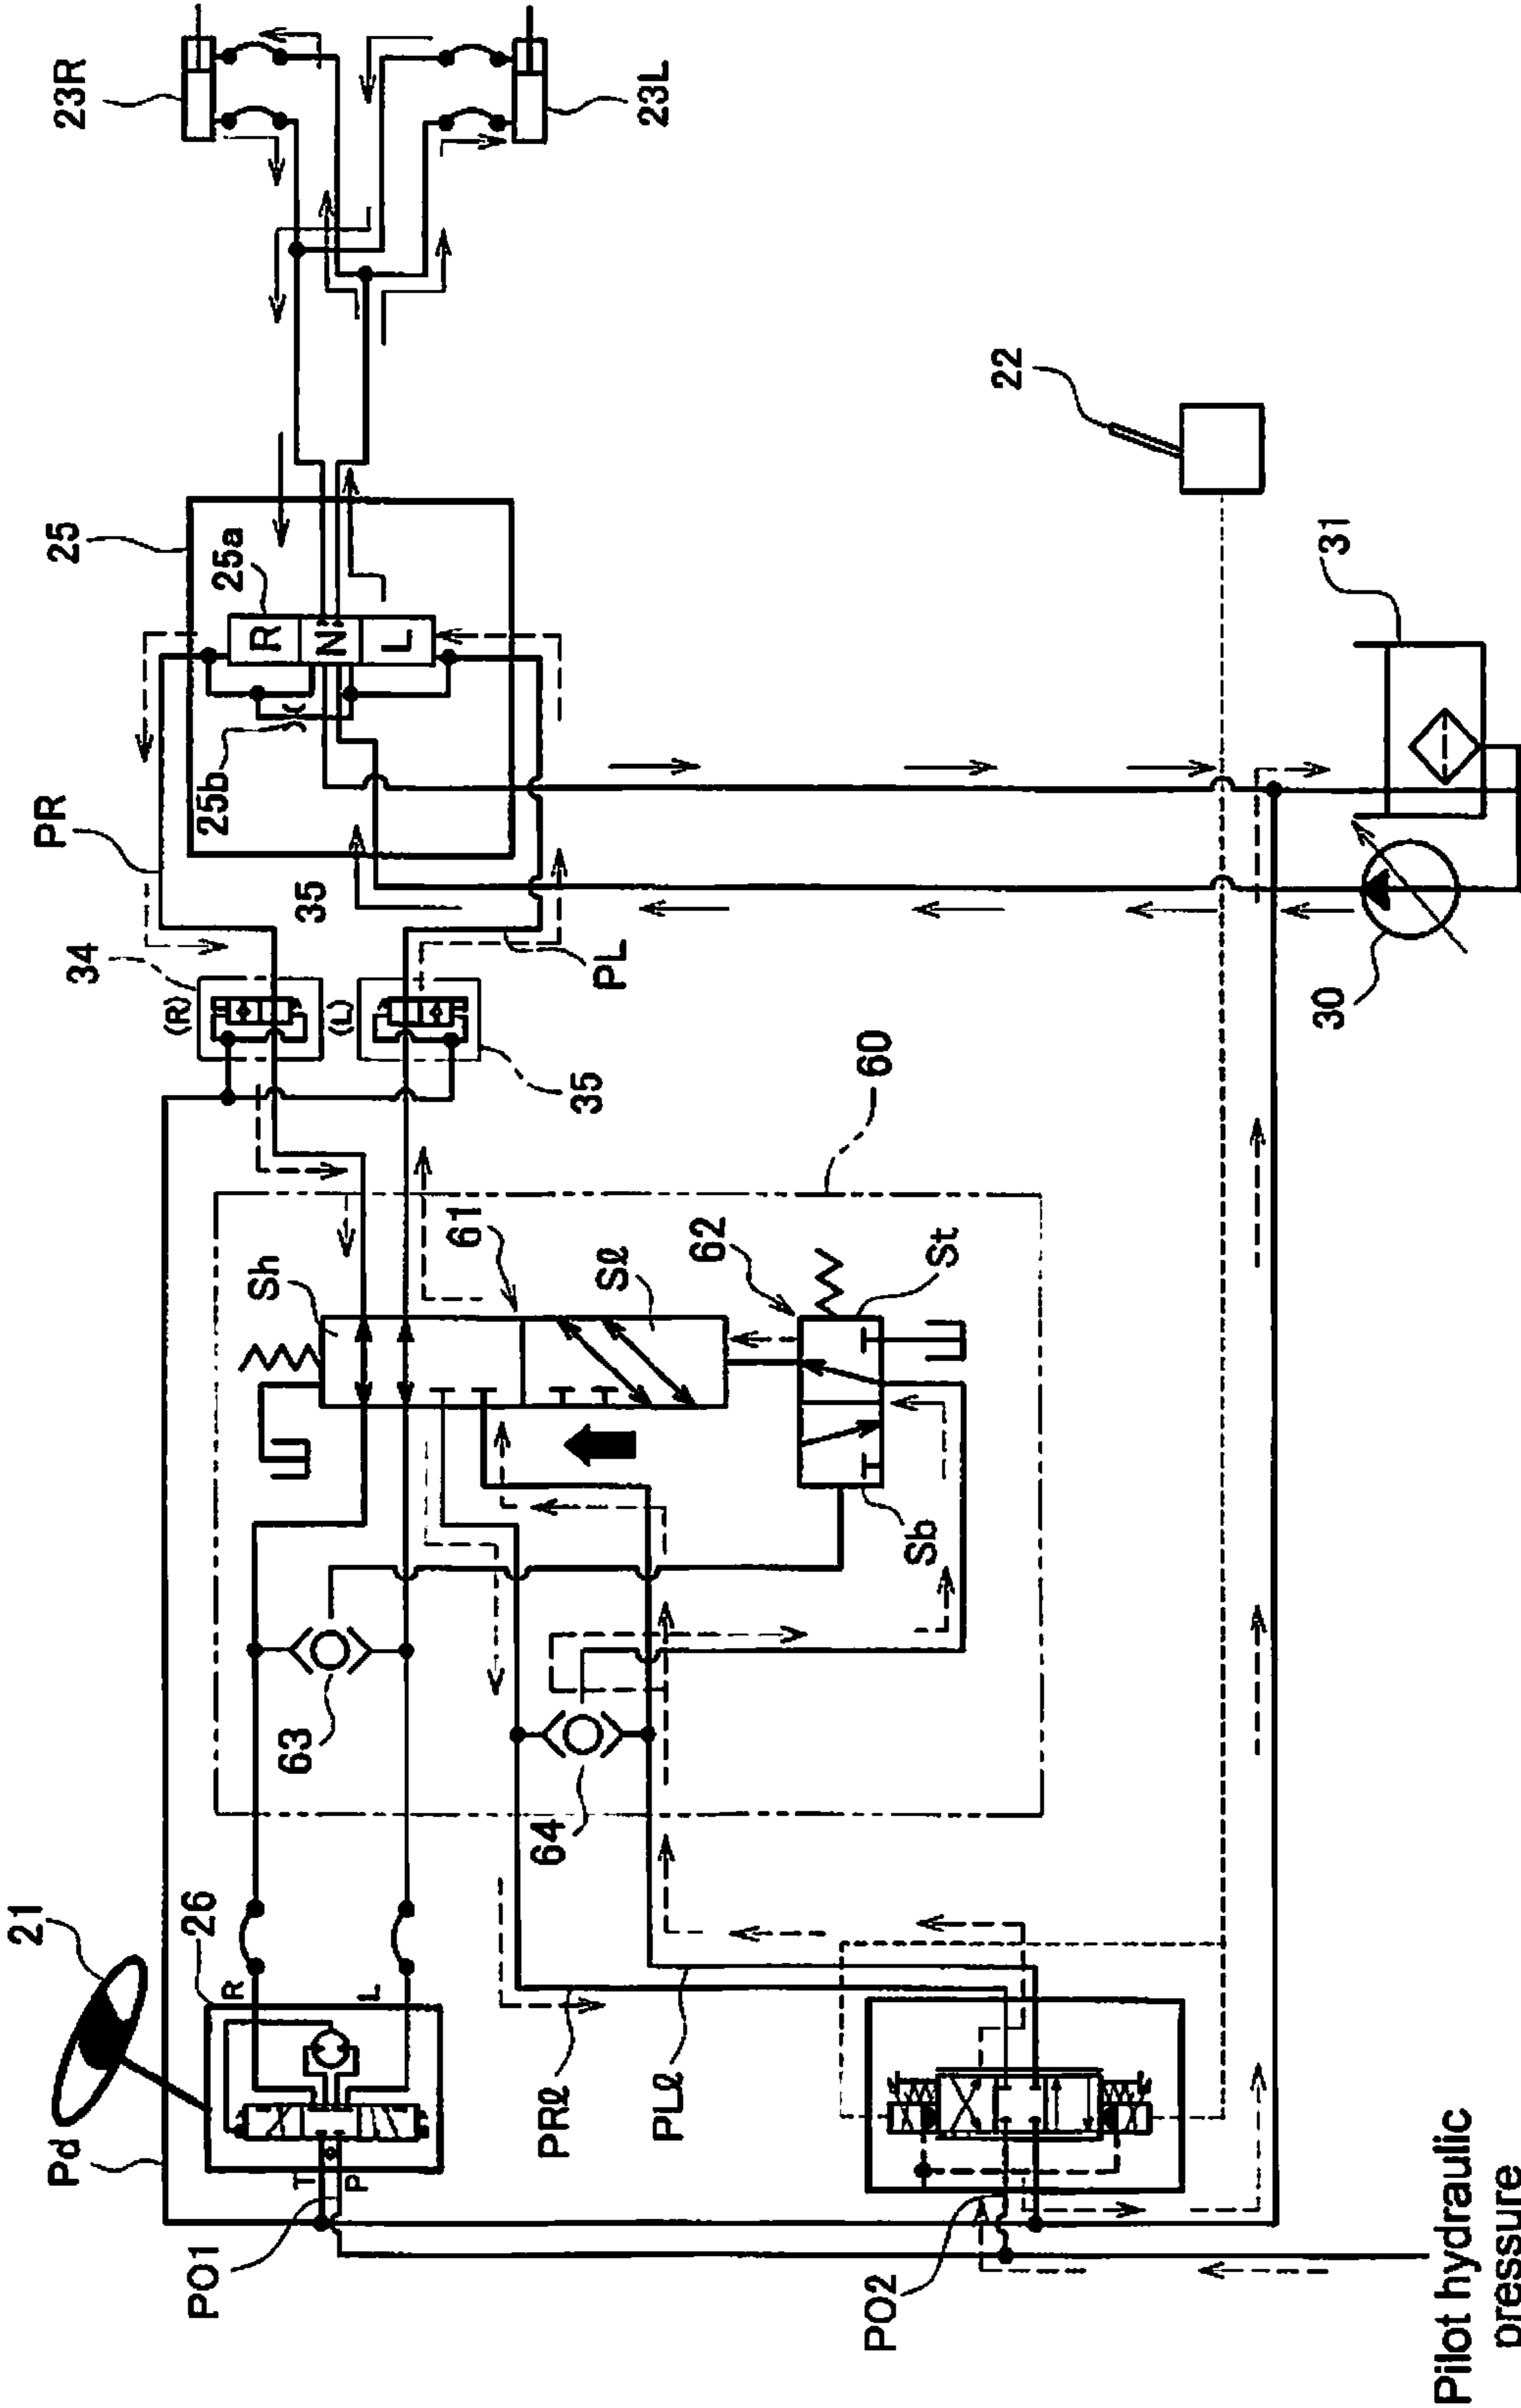 21
Pd
26
R
L
T
P
PO1
63
64
PRℓ
PLℓ
PO2
Pilot hydraulic
pressure
Sh
61
Sℓ
62
St
Sb
60
34
(R)
(L)
35
35
PR
PL
25
25a
25b
R
N
L
23R
23L
22
30
31